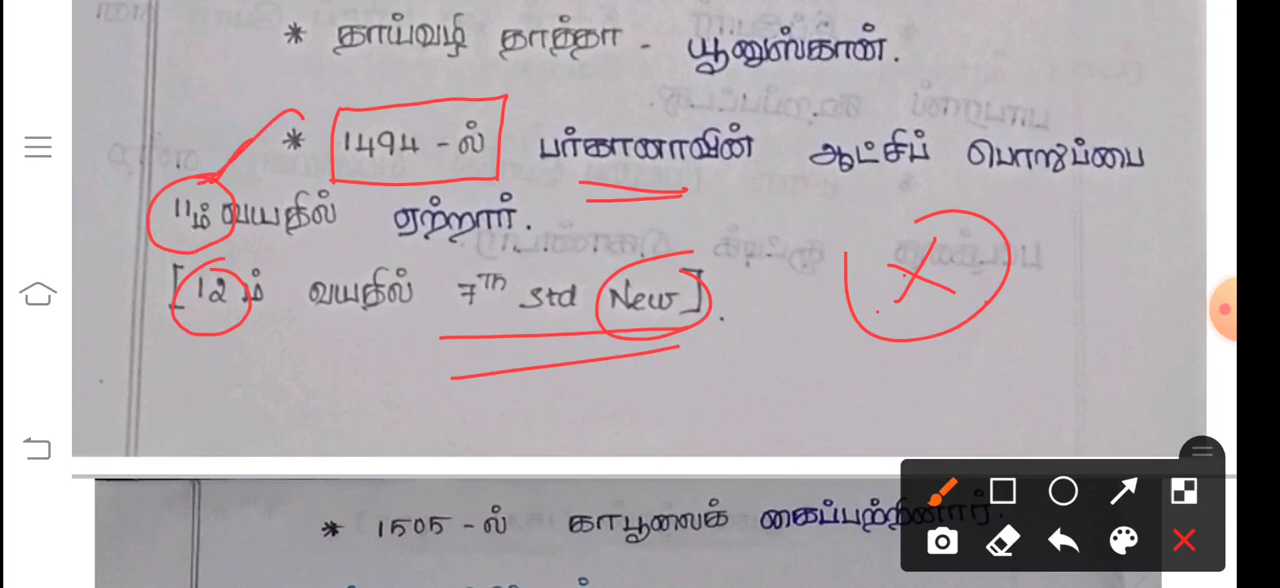 * தாய்வழி தாத்தா - யூனுஸ்கான்.
* 1494 - ல் பர்கானாவின் ஆட்சிப் பொறுப்பை
11ம் வயதில் ஏற்றார்.
[12ம் வயதில் 7Th Std New].
* 1505 - ல் காபூலைக் கைப்பற்றினார்.